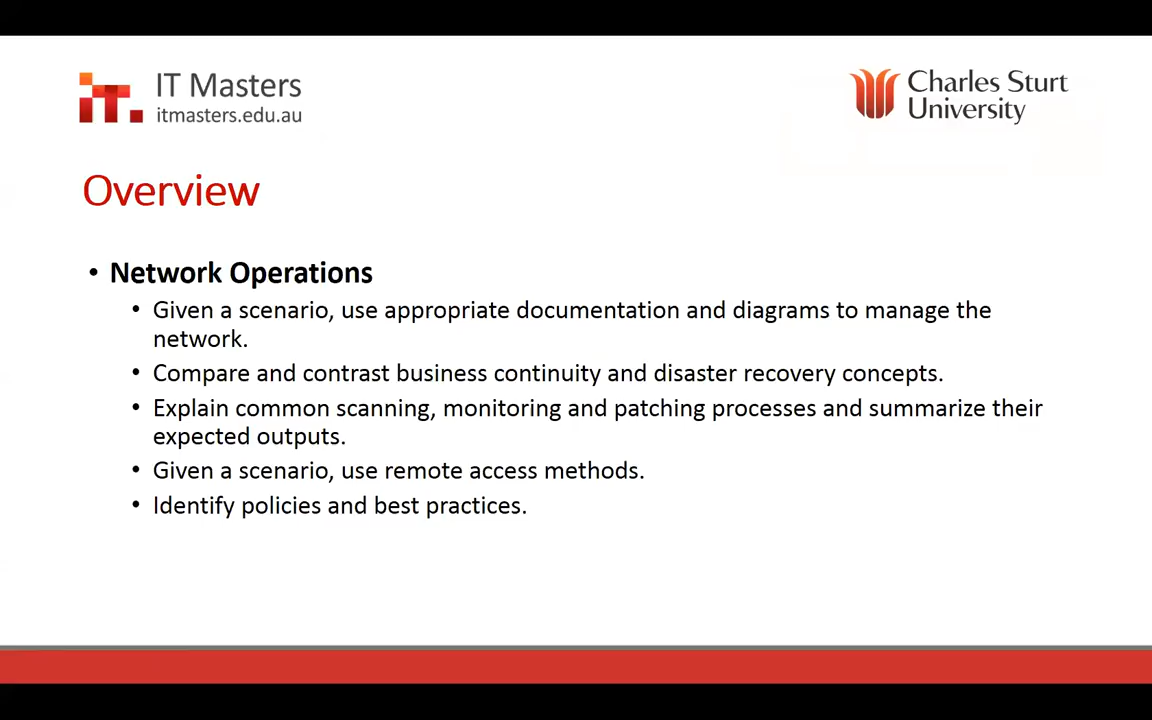 IT Masters
itmasters.edu.au
Charles Sturt
University
Overview
• Network Operations
• Given a scenario, use appropriate documentation and diagrams to manage the
network.
• Compare and contrast business continuity and disaster recovery concepts.
• Explain common scanning, monitoring and patching processes and summarize their
expected outputs.
• Given a scenario, use remote access methods.
• Identify policies and best practices.